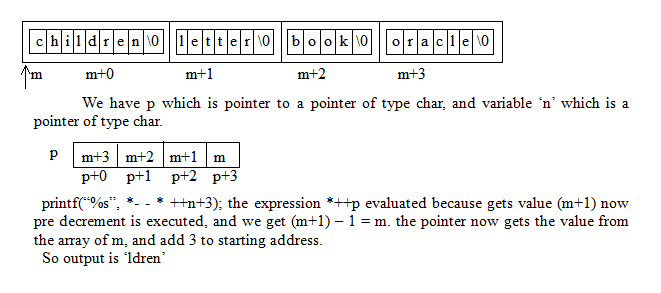 c h i l d r e n \0 l e t t e r \0 b o o k \0 o r a c l e \0
m m+0 m+1 m+2 m+3
We have p which is pointer to a pointer of type char, and variable ‘n’ which is a
pointer of type char.
p m+3 m+2 m+1 m
p+0 p+1 p+2 p+3
printf(“%s”, *- - * ++n+3); the expression *++p evaluated because gets value (m+1) now
pre decrement is executed, and we get (m+1) – 1 = m. the pointer now gets the value from
the array of m, and add 3 to starting address.
So output is ‘ldren’